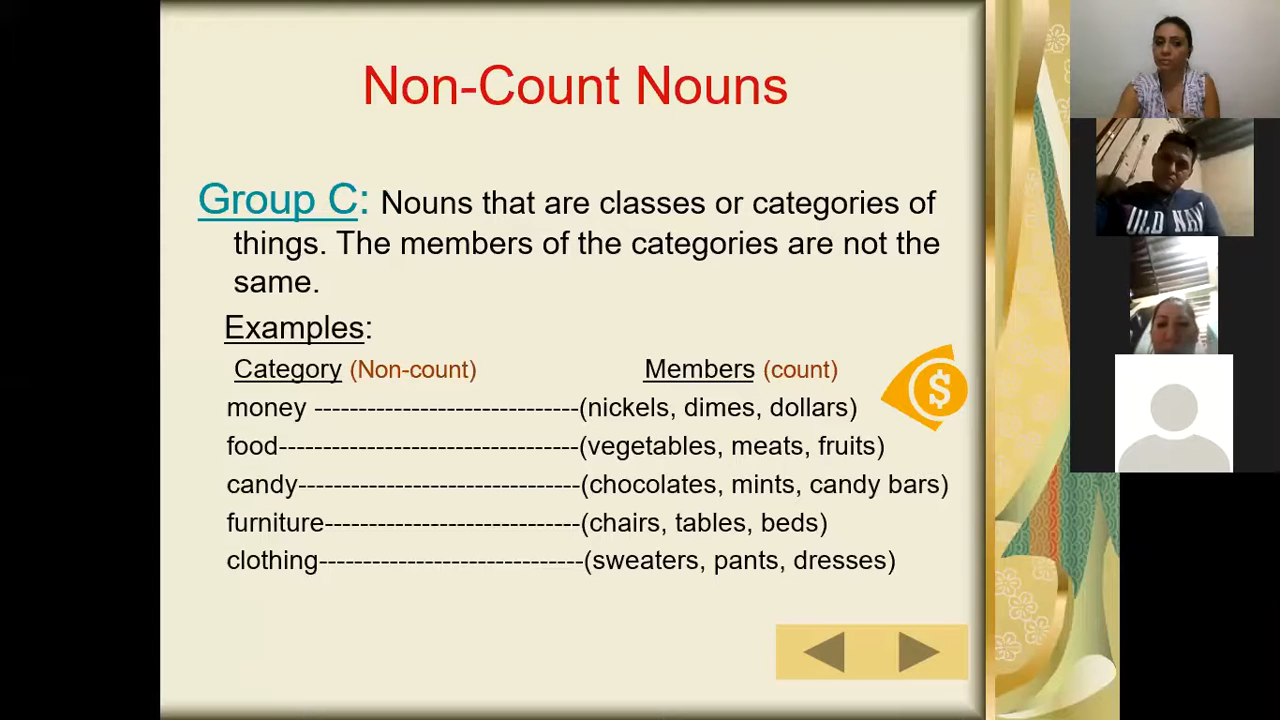 Non-Count Nouns
Group C: Nouns that are classes or categories of
things. The members of the categories are not the
same.
Examples:
Category (Non-count) Members (count)
money ------------------------------(nickels, dimes, dollars)
food----------------------------------(vegetables, meats, fruits)
candy--------------------------------(chocolates, mints, candy bars)
furniture-----------------------------(chairs, tables, beds)
clothing------------------------------(sweaters, pants, dresses)
$
OLD NAV